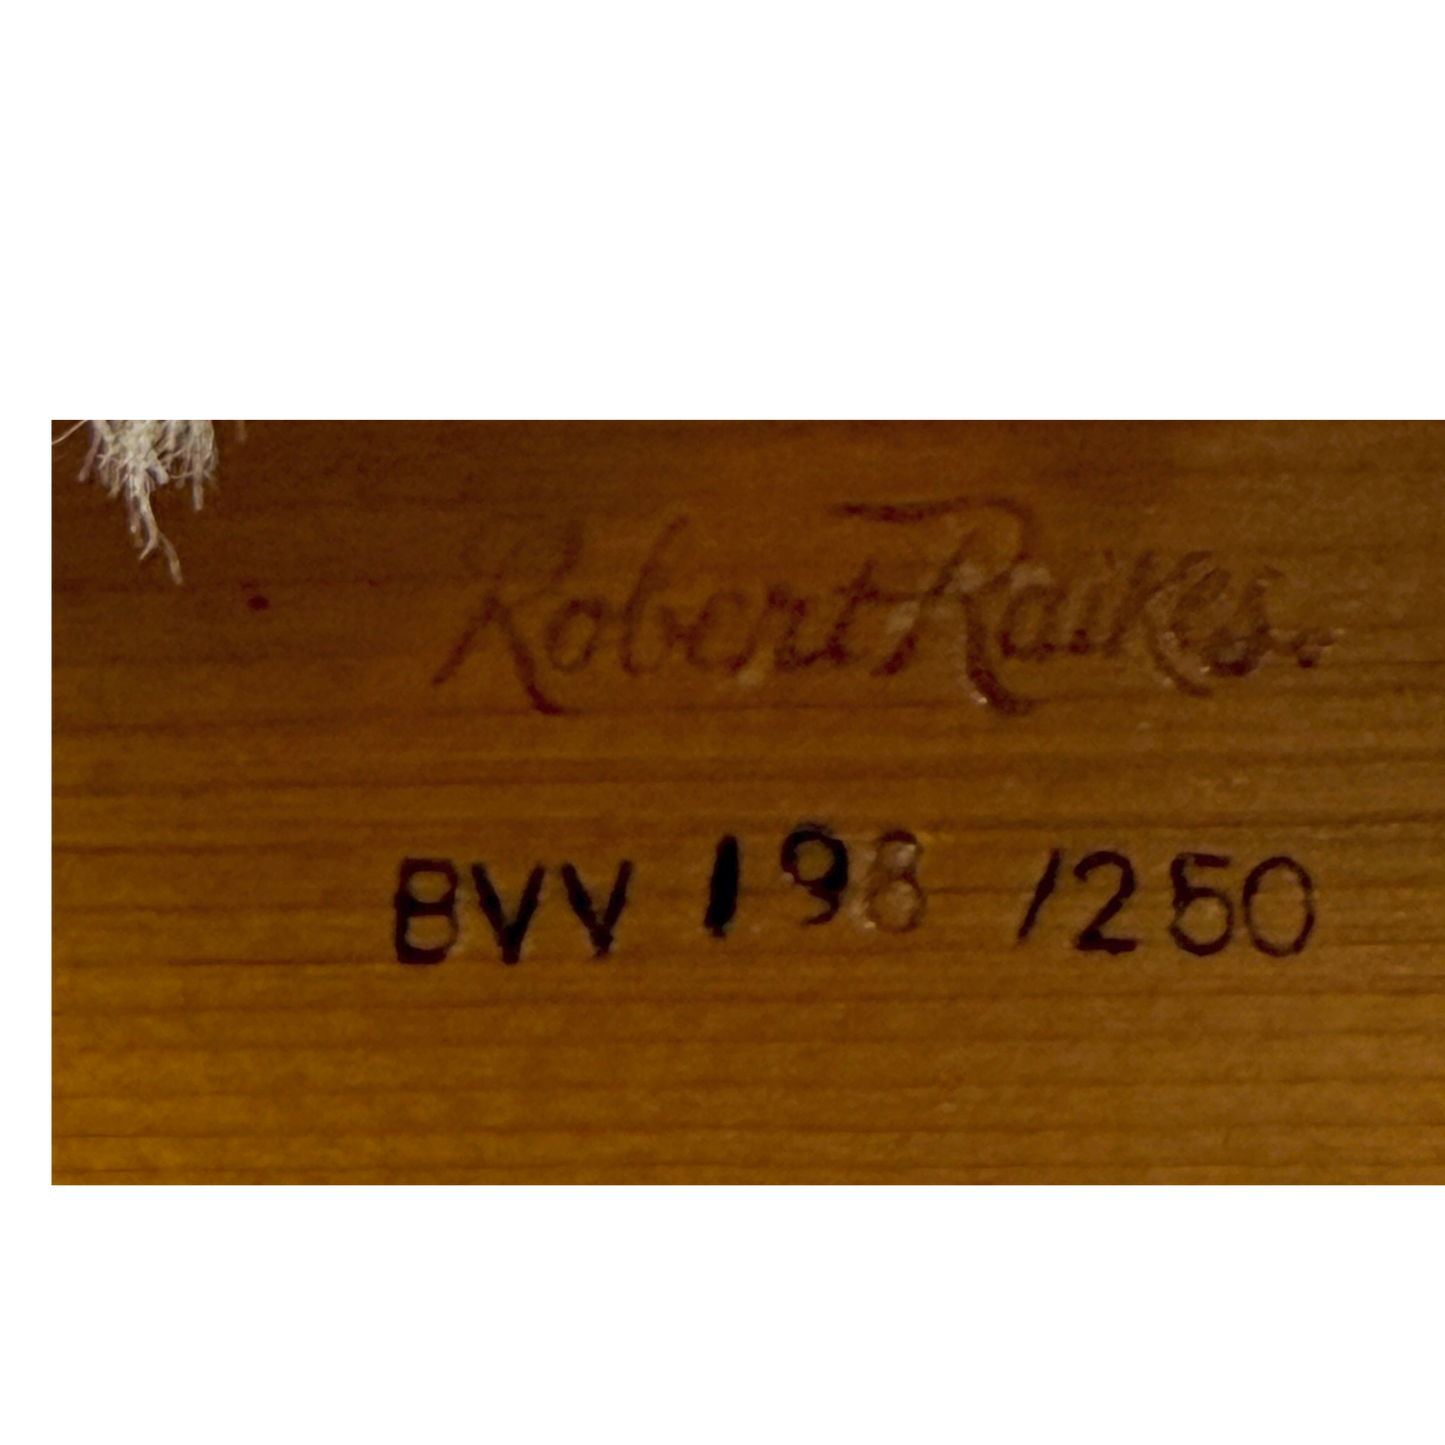 Robert Raikes.
BVV 198 /250